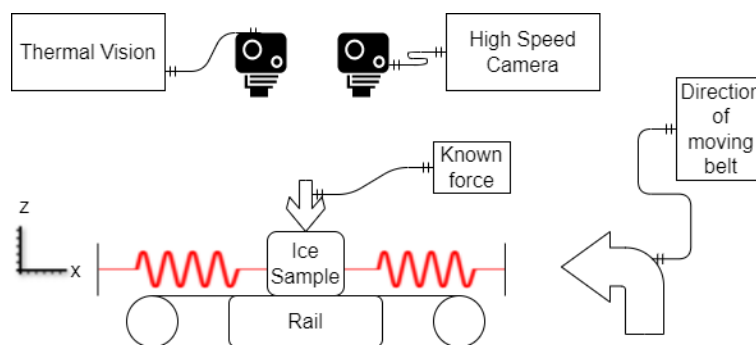 Thermal Vision
High Speed
Camera
Direction
of
moving
belt
Known
force
Z
X
Ice
Sample
Rail